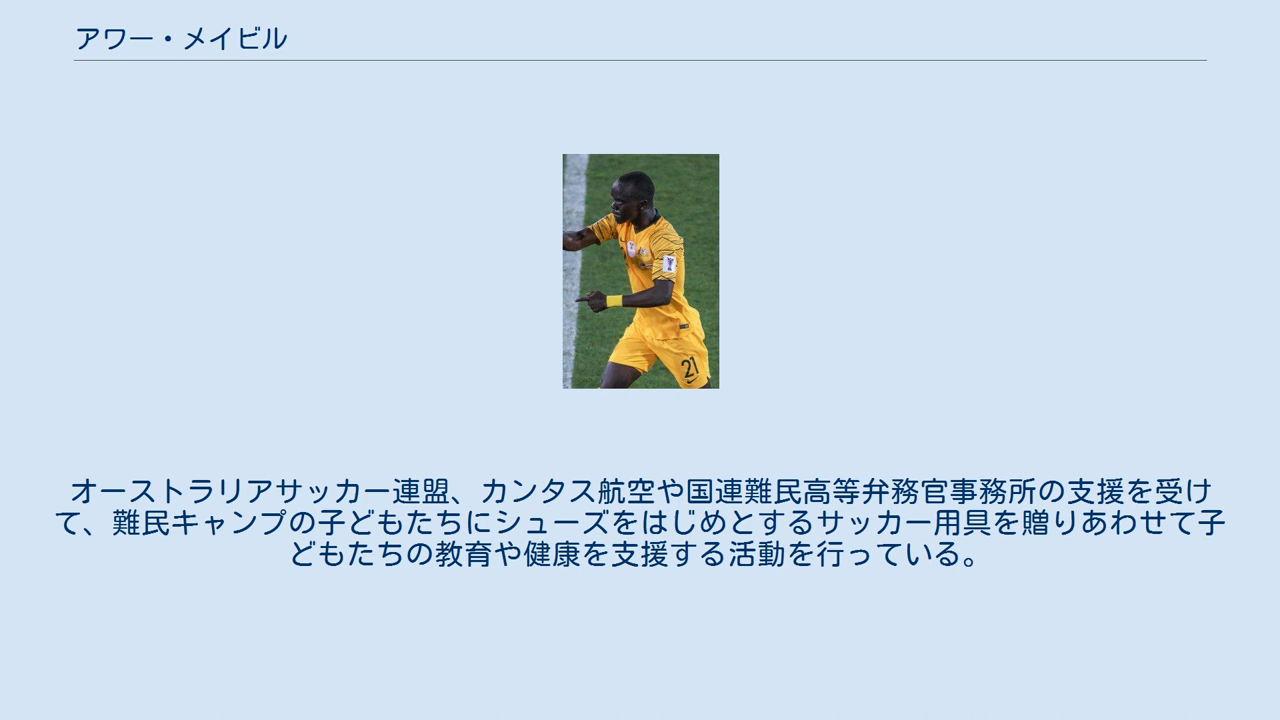 アワー・メイビル
21
オーストラリアサッカー連盟、カンタス航空や国連難民高等弁務官事務所の支援を受け
て、難民キャンプの子どもたちにシューズをはじめとするサッカー用具を贈りあわせて子
どもたちの教育や健康を支援する活動を行っている。